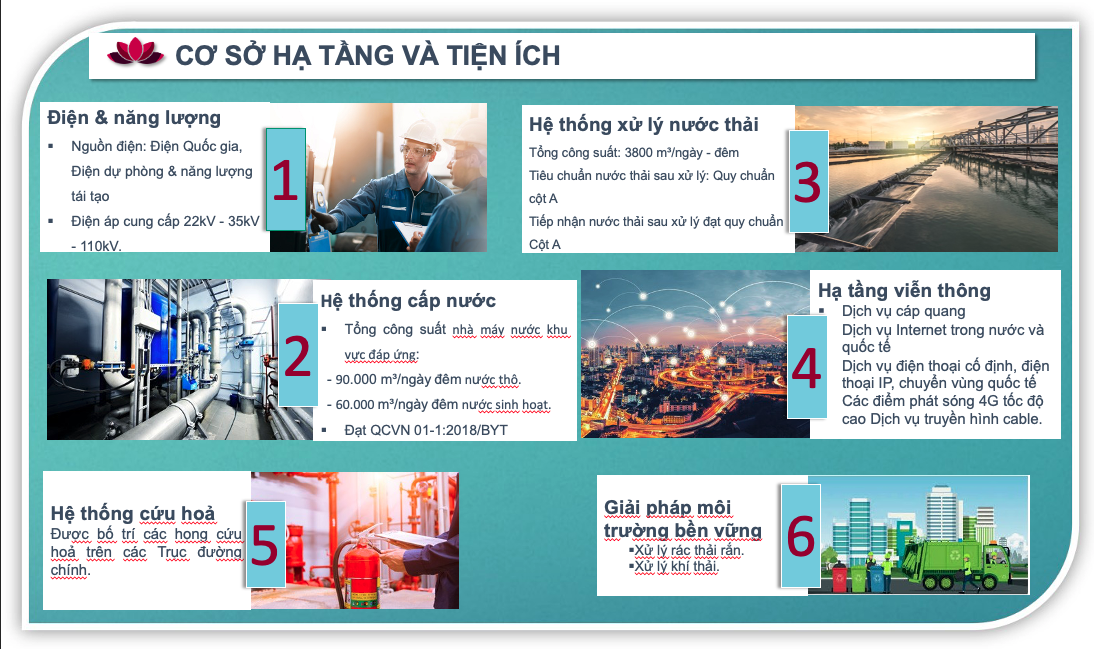 CƠ SỞ HẠ TẦNG VÀ TIỆN ÍCH
Điện & năng lượng
▪ Nguồn điện: Điện Quốc gia,
Điện dự phòng & năng lượng
tái tạo
▪ Điện áp cung cấp 22kV - 35kV
- 110kV.
1
Hệ thống cấp nước
▪ Tổng công suất nhà máy nước khu
vực đáp ứng:
- 90.000 m³/ngày đêm nước thô.
- 60.000 m³/ngày đêm nước sinh hoạt.
▪ Đạt QCVN 01-1:2018/BYT
2
Hệ thống xử lý nước thải
Tổng công suất: 3800 m³/ngày - đêm
Tiêu chuẩn nước thải sau xử lý: Quy chuẩn
cột A
Tiếp nhận nước thải sau xử lý đạt quy chuẩn
Cột A
3
Hạ tầng viễn thông
▪ Dịch vụ cáp quang
Dịch vụ Internet trong nước và
quốc tế
Dịch vụ điện thoại cố định, điện
thoại IP, chuyển vùng quốc tế
Các điểm phát sóng 4G tốc độ
cao Dịch vụ truyền hình cable.
4
Hệ thống cứu hoả
Được bố trí các họng cứu
hoả trên các Trục đường
chính.
5
Giải pháp môi
trường bền vững
▪Xử lý rác thải rắn.
▪Xử lý khí thải.
6